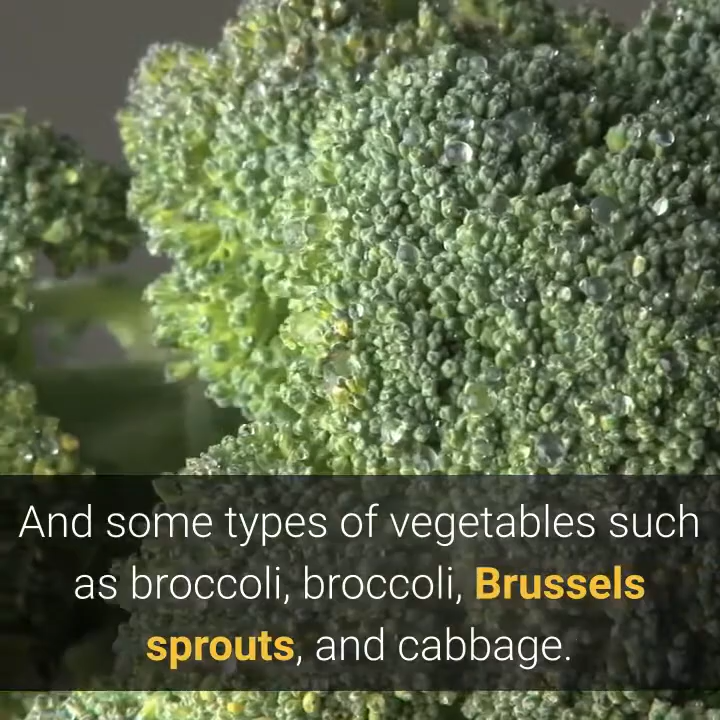 And some types of vegetables such
as broccoli, broccoli, Brussels
sprouts, and cabbage.